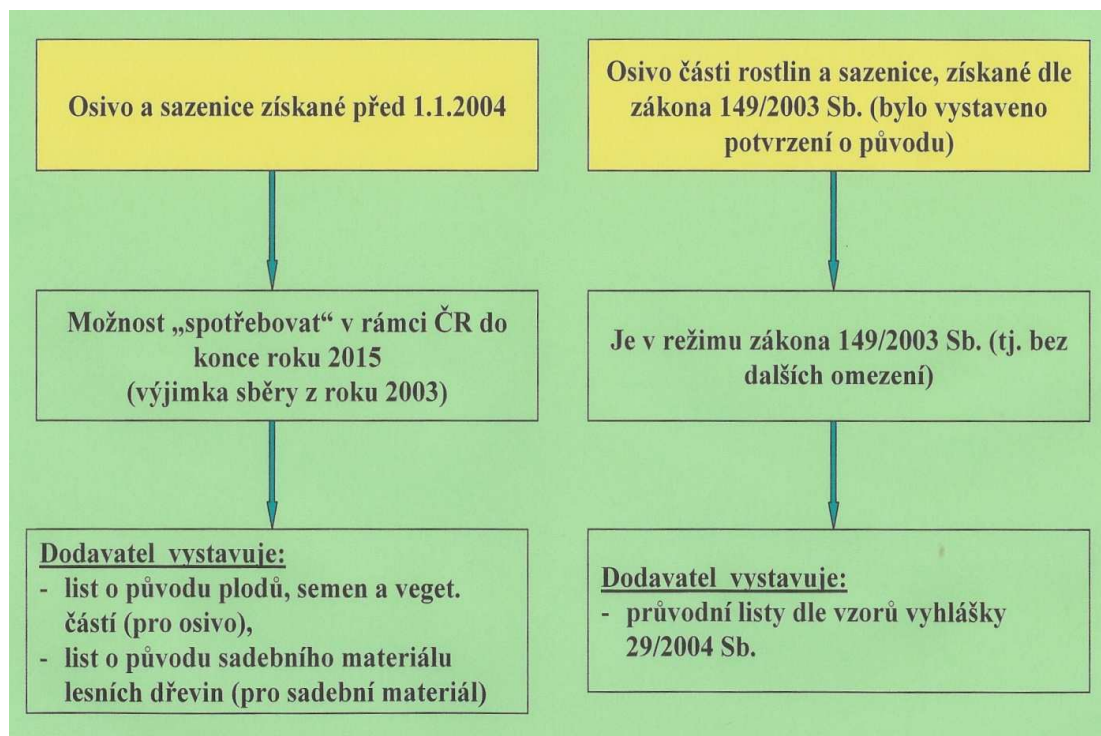 Osivo a sazenice získané před 1.1.2004
Možnost „spotřebovat“ v rámci ČR do
konce roku 2015
(výjimka sběry z roku 2003)
Dodavatel vystavuje:
- list o původu plodů, semen a veget.
částí (pro osivo),
- list o původu sadebního materiálu
lesních dřevin (pro sadební materiál)
Osivo části rostlin a sazenice, získané dle
zákona 149/2003 Sb. (bylo vystaveno
potvrzení o původu)
Je v režimu zákona 149/2003 Sb. (tj. bez
dalších omezení)
Dodavatel vystavuje:
- průvodní listy dle vzorů vyhlášky
29/2004 Sb.